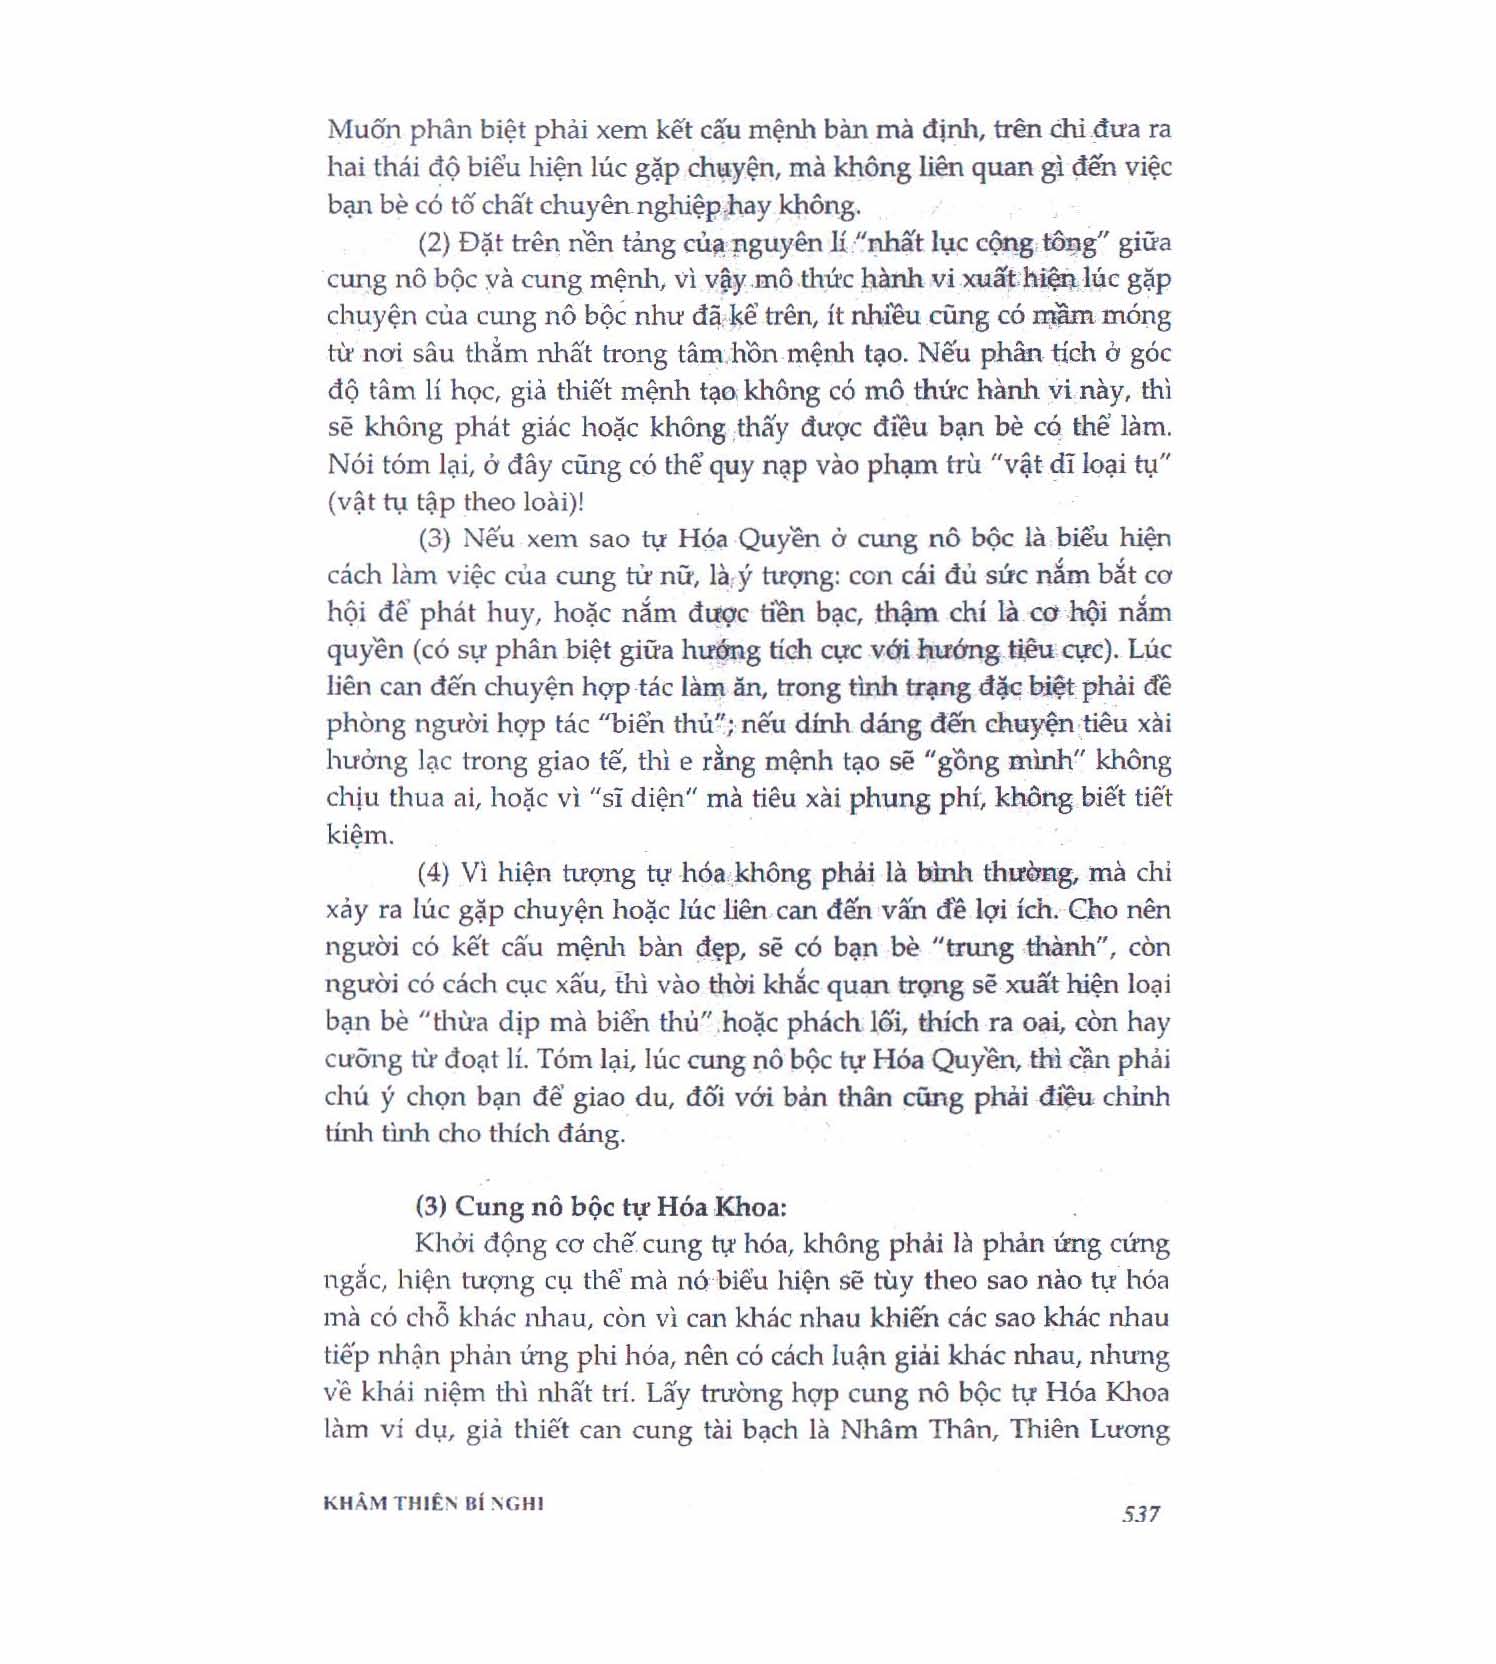 Muốn phân biệt phải xem kết cấu mệnh bàn mà định, trên chỉ đưa ra
hai thái độ biểu hiện lúc gặp chuyện, mà không liên quan gì đến việc
bạn bè có tố chất chuyên nghiệp hay không.
(2) Đặt trên nền tảng của nguyên lí "nhất lục cộng tông" giữa
cung nô bộc và cung mệnh, vì vậy mô thức hành vi xuất hiện lúc gặp
chuyện của cung nô bộc như đã kể trên, ít nhiều cũng có mầm móng
từ nơi sâu thẳm nhất trong tâm hồn mệnh tạo. Nếu phân tích ở góc
độ tâm lí học, giả thiết mệnh tạo không có mô thức hành vi này, thì
sẽ không phát giác hoặc không thấy được điều bạn bè có thể làm.
Nói tóm lại, ở đây cũng có thể quy nạp vào phạm trù "vật dĩ loại tụ"
(vật tụ tập theo loài)!
(3) Nếu xem sao tự Hóa Quyền ở cung nô bộc là biểu hiện
cách làm việc của cung tử nữ, là ý tượng: con cái đủ sức nắm bắt cơ
hội để phát huy, hoặc nắm được tiền bạc, thậm chí là cơ hội nắm
quyền (có sự phân biệt giữa hướng tích cực với hướng tiêu cực). Lúc
liên can đến chuyện hợp tác làm ăn, trong tình trạng đặc biệt phải đề
phòng người hợp tác "biển thủ"; nếu dính dáng đến chuyện tiêu xài
hưởng lạc trong giao tế, thì e rằng mệnh tạo sẽ "gồng mình" không
chịu thua ai, hoặc vì "sĩ diện" mà tiêu xài phung phí, không biết tiết
kiệm.
(4) Vì hiện tượng tự hóa không phải là bình thường, mà chỉ
xảy ra lúc gặp chuyện hoặc lúc liên can đến vấn đề lợi ích. Cho nên
người có kết cấu mệnh bàn đẹp, sẽ có bạn bè "trung thành", còn
người có cách cục xấu, thì vào thời khắc quan trọng sẽ xuất hiện loại
bạn bè "thừa dịp mà biển thủ" hoặc phách lối, thích ra oai, còn hay
cưỡng từ đoạt lí. Tóm lại, lúc cung nô bộc tự Hóa Quyền, thì cần phải
chú ý chọn bạn để giao du, đối với bản thân cũng phải điều chỉnh
tính tình cho thích đáng.
(3) Cung nô bộc tự Hóa Khoa:
Khởi động cơ chế cung tự hóa, không phải là phản ứng cứng
ngắc, hiện tượng cụ thể mà nó biểu hiện sẽ tùy theo sao nào tự hóa
mà có chỗ khác nhau, còn vì can khác nhau khiến các sao khác nhau
tiếp nhận phản ứng phi hóa, nên có cách luận giải khác nhau, nhưng
về khái niệm thì nhất trí. Lấy trường hợp cung nô bộc tự Hóa Khoa
làm ví dụ, giả thiết can cung tài bạch là Nhâm Thân, Thiên Lương
KHÂM THIÊN BÍ NGHI
537